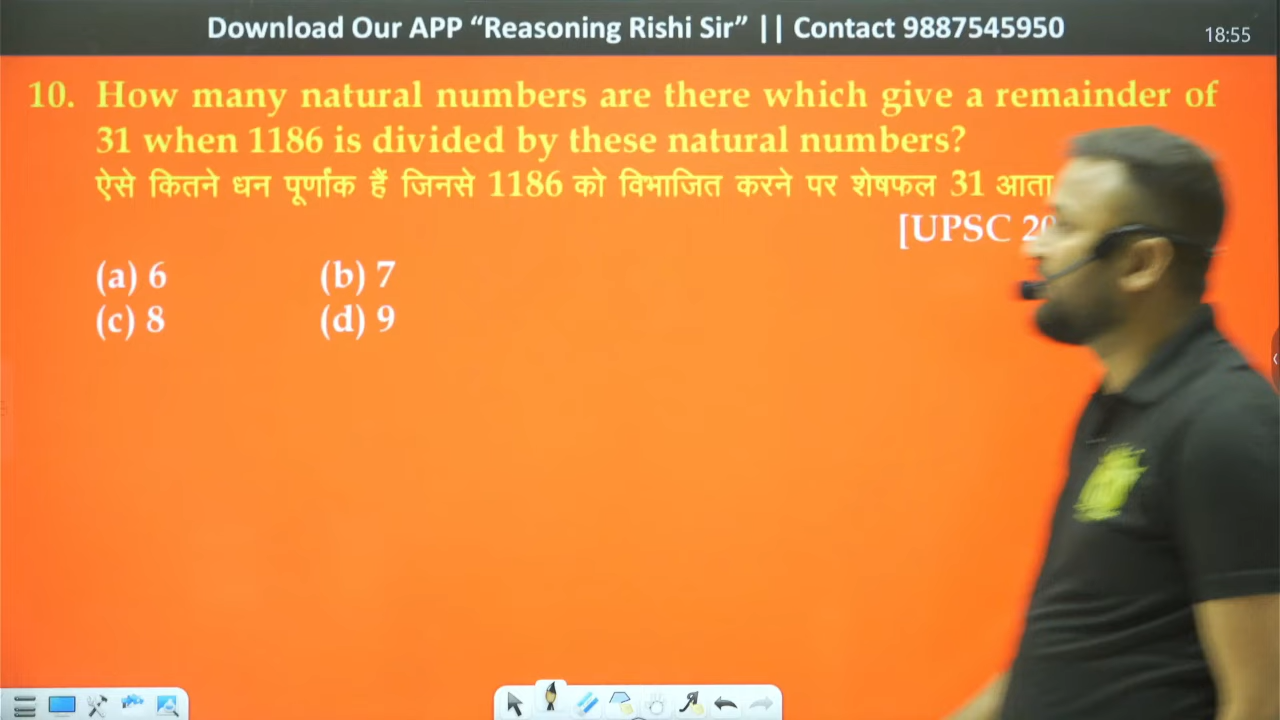 Download Our APP “Reasoning Rishi Sir” || Contact 9887545950
18:55
10. How many natural numbers are there which give a remainder of
31 when 1186 is divided by these natural numbers?
ऐसे कितने धन पूर्णांक हैं जिनसे 1186 को विभाजित करने पर शेषफल 31 आता
[UPSC
(a) 6 (b) 7
(c) 8 (d) 9